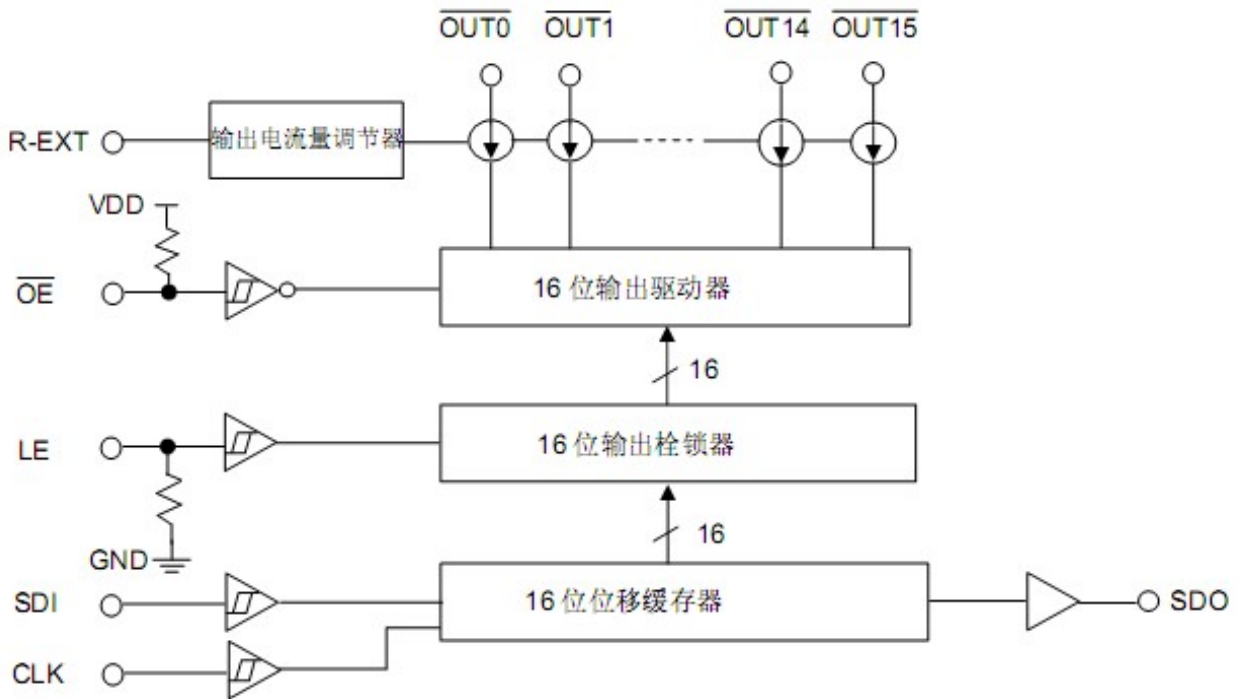 OUT0 OUT1 OUT14 OUT15
R-EXT 输出电流量调节器
VDD
OE 16 位输出驱动器
16
LE 16 位输出栓锁器
16
GND
SDI 16 位位移缓存器 SDO
CLK